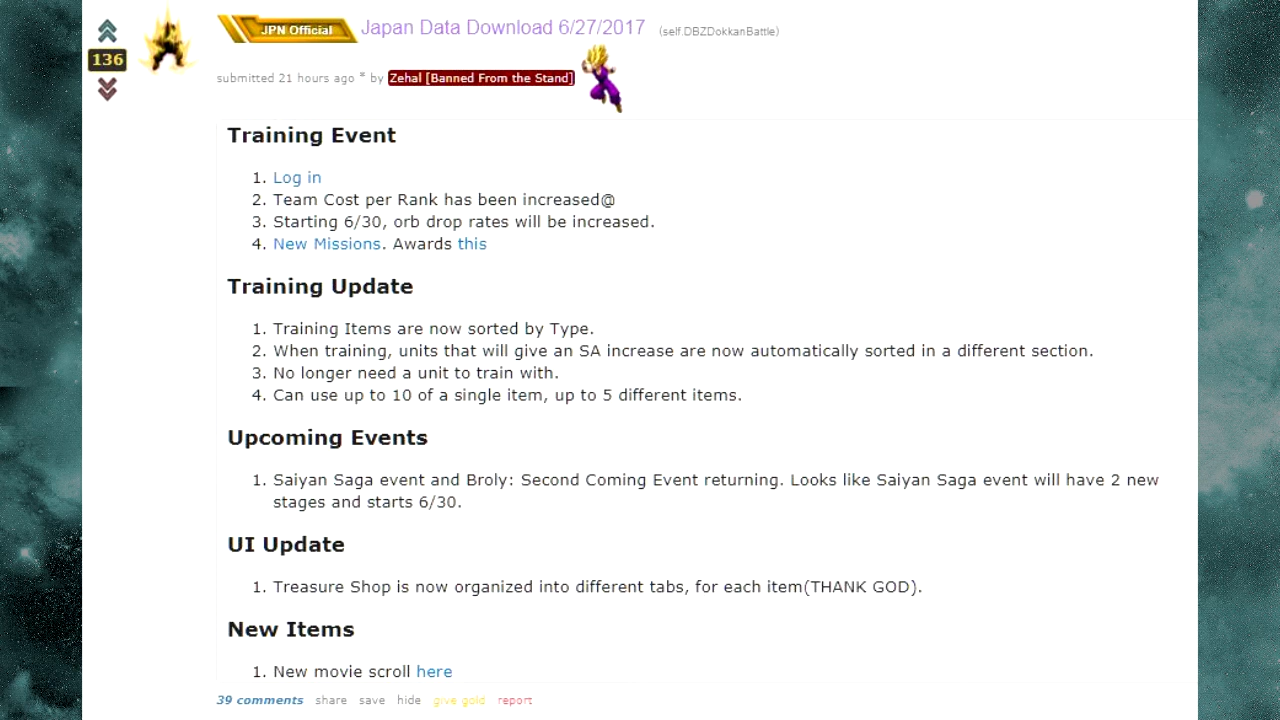 JPN Official Japan Data Download 6/27/2017 (self.DBZDokkanBattle)
136
submitted 21 hours ago * by Zehal [Banned From the Stand]
Training Event
1. Log in
2. Team Cost per Rank has been increased@
3. Starting 6/30, orb drop rates will be increased.
4. New Missions. Awards this
Training Update
1. Training Items are now sorted by Type.
2. When training, units that will give an SA increase are now automatically sorted in a different section.
3. No longer need a unit to train with.
4. Can use up to 10 of a single item, up to 5 different items.
Upcoming Events
1. Saiyan Saga event and Broly: Second Coming Event returning. Looks like Saiyan Saga event will have 2 new
stages and starts 6/30.
UI Update
1. Treasure Shop is now organized into different tabs, for each item(THANK GOD).
New Items
1. New movie scroll here
39 comments share save hide give gold report